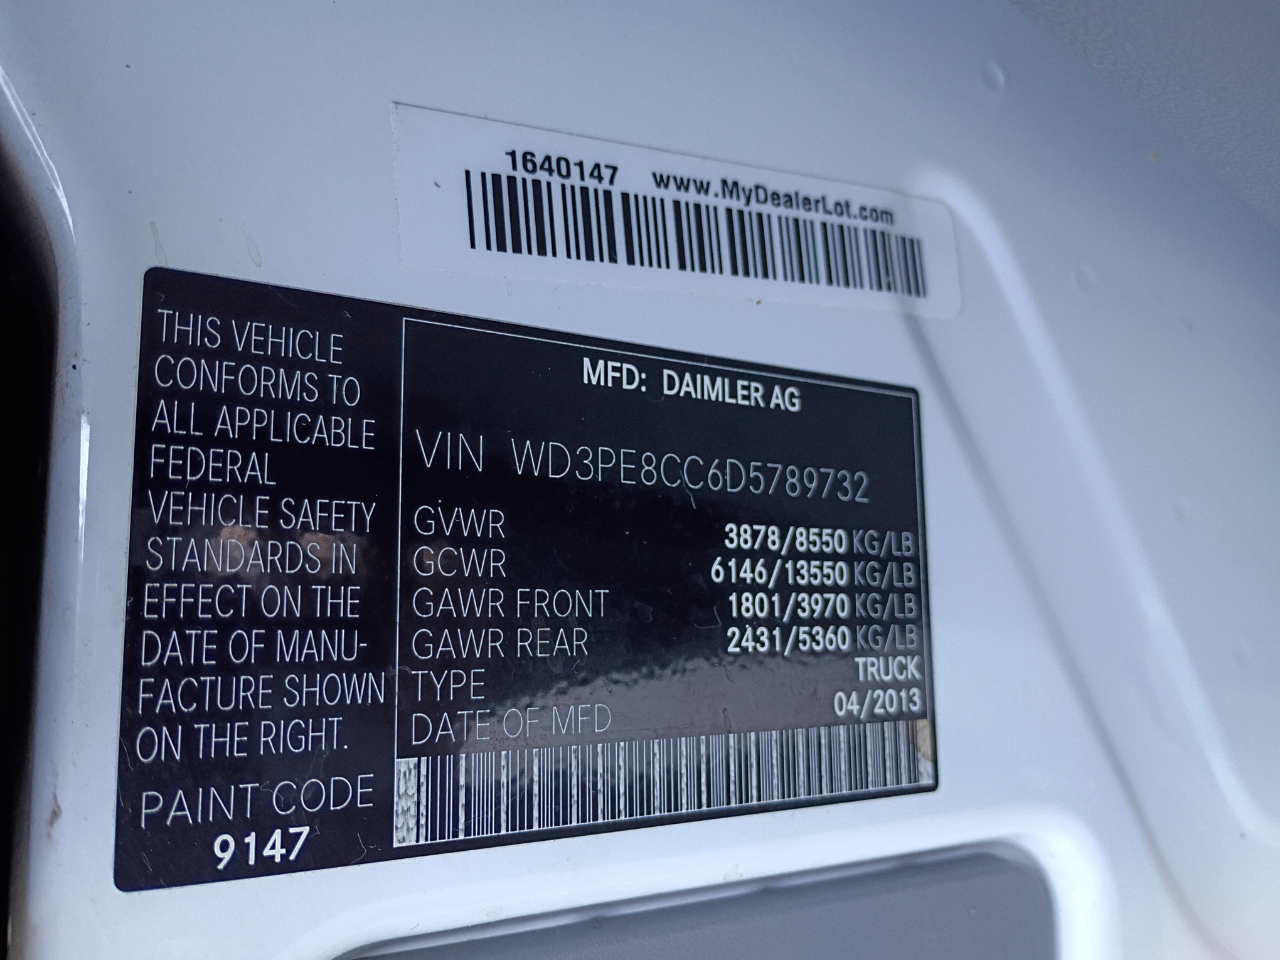 1640147 www.MyDealerLot.com
THIS VEHICLE
CONFORMS TO
ALL APPLICABLE
FEDERAL
VEHICLE SAFETY
STANDARDS IN
EFFECT ON THE
DATE OF MANU-
FACTURE SHOWN
ON THE RIGHT.
PAINT CODE
9147
MFD: DAIMLER AG
VIN WD3PE8CC6D5789732
GVWR 3878/8550 KG/LB
GCWR 6146/13550 KG/LB
GAWR FRONT 1801/3970 KG/LB
GAWR REAR 2431/5360 KG/LB
TYPE TRUCK
DATE OF MFD 04/2013